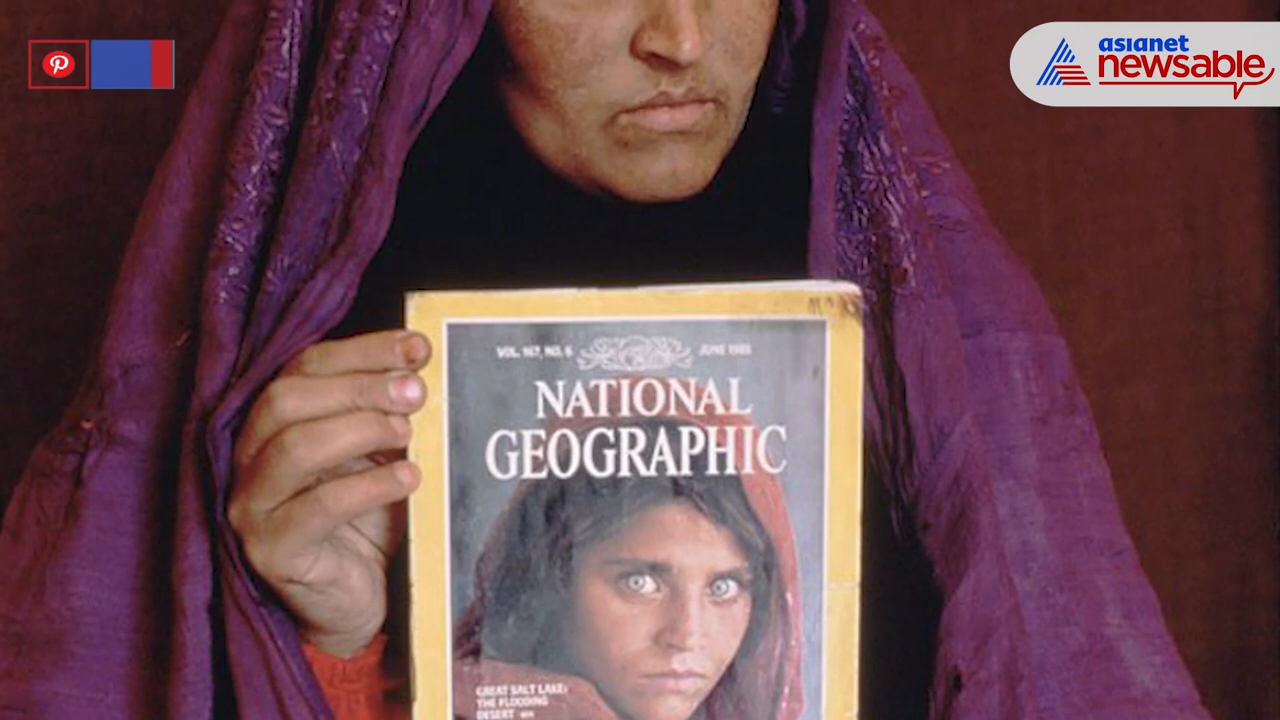 asianet
newsable
VOL. 167, NO. 6
JUNE 1985
NATIONAL
GEOGRAPHIC
GREAT SALT LAKE:
THE FLOODING
DESERT